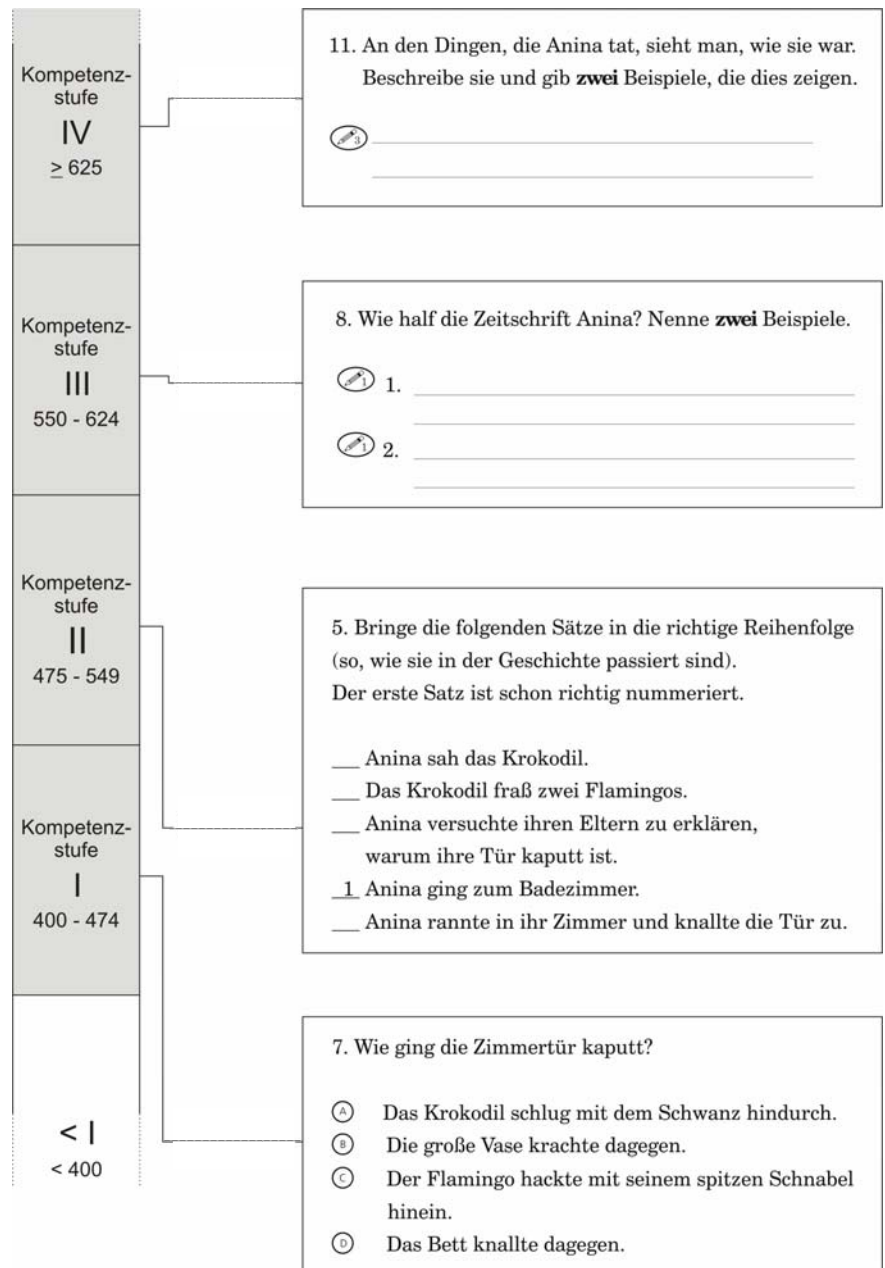 Kompetenz-
stufe
IV
≥ 625
11. An den Dingen, die Anina tat, sieht man, wie sie war.
Beschreibe sie und gib zwei Beispiele, die dies zeigen.
3
Kompetenz-
stufe
III
550 - 624
8. Wie half die Zeitschrift Anina? Nenne zwei Beispiele.
1 1.
1 2.
Kompetenz-
stufe
II
475 - 549
5. Bringe die folgenden Sätze in die richtige Reihenfolge
(so, wie sie in der Geschichte passiert sind).
Der erste Satz ist schon richtig nummeriert.
___ Anina sah das Krokodil.
___ Das Krokodil fraß zwei Flamingos.
___ Anina versuchte ihren Eltern zu erklären,
warum ihre Tür kaputt ist.
_1_ Anina ging zum Badezimmer.
___ Anina rannte in ihr Zimmer und knallte die Tür zu.
Kompetenz-
stufe
I
400 - 474
7. Wie ging die Zimmertür kaputt?
A Das Krokodil schlug mit dem Schwanz hindurch.
B Die große Vase krachte dagegen.
C Der Flamingo hackte mit seinem spitzen Schnabel
hinein.
D Das Bett knallte dagegen.
< I
< 400